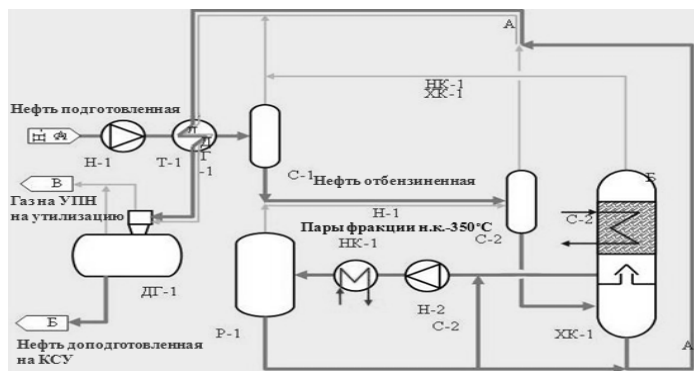 А
НК-1
ХК-1
Нефть подготовленная
Н-1
Т-1
С-1
Нефть отбензиненная
Н-1
В
Газ на УПН
на утилизацию
Б
С-2
Пары фракции н.к.-350°С
С-2
НК-1
ДГ-1
Н-2
С-2
Б
Р-1
ХК-1
А
Нефть доподготовленная
на КСУ